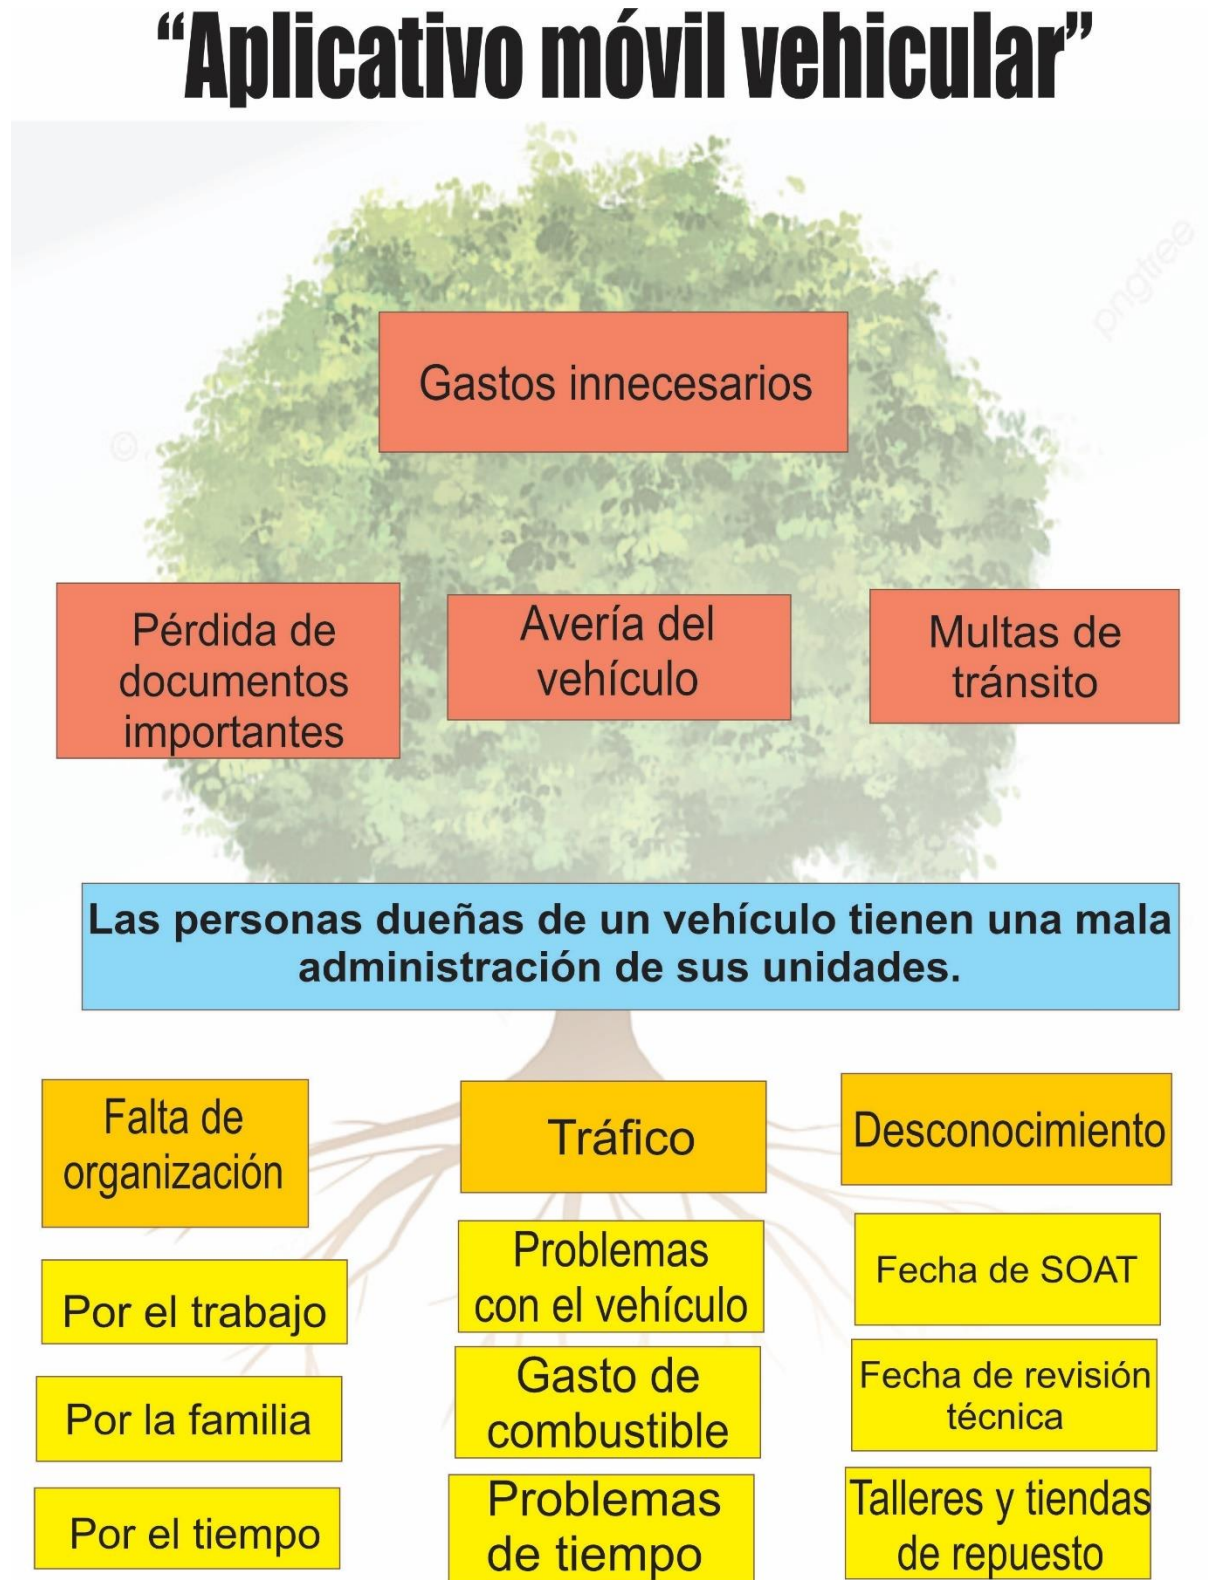 “Aplicativo móvil vehicular”
pngtree
©
Gastos innecesarios
Pérdida de
documentos
importantes
Avería del
vehículo
Multas de
tránsito
Las personas dueñas de un vehículo tienen una mala
administración de sus unidades.
Falta de
organización
Por el trabajo
Por la familia
Por el tiempo
Tráfico
Problemas
con el vehículo
Gasto de
combustible
Problemas
de tiempo
Desconocimiento
Fecha de SOAT
Fecha de revisión
técnica
Talleres y tiendas
de repuesto